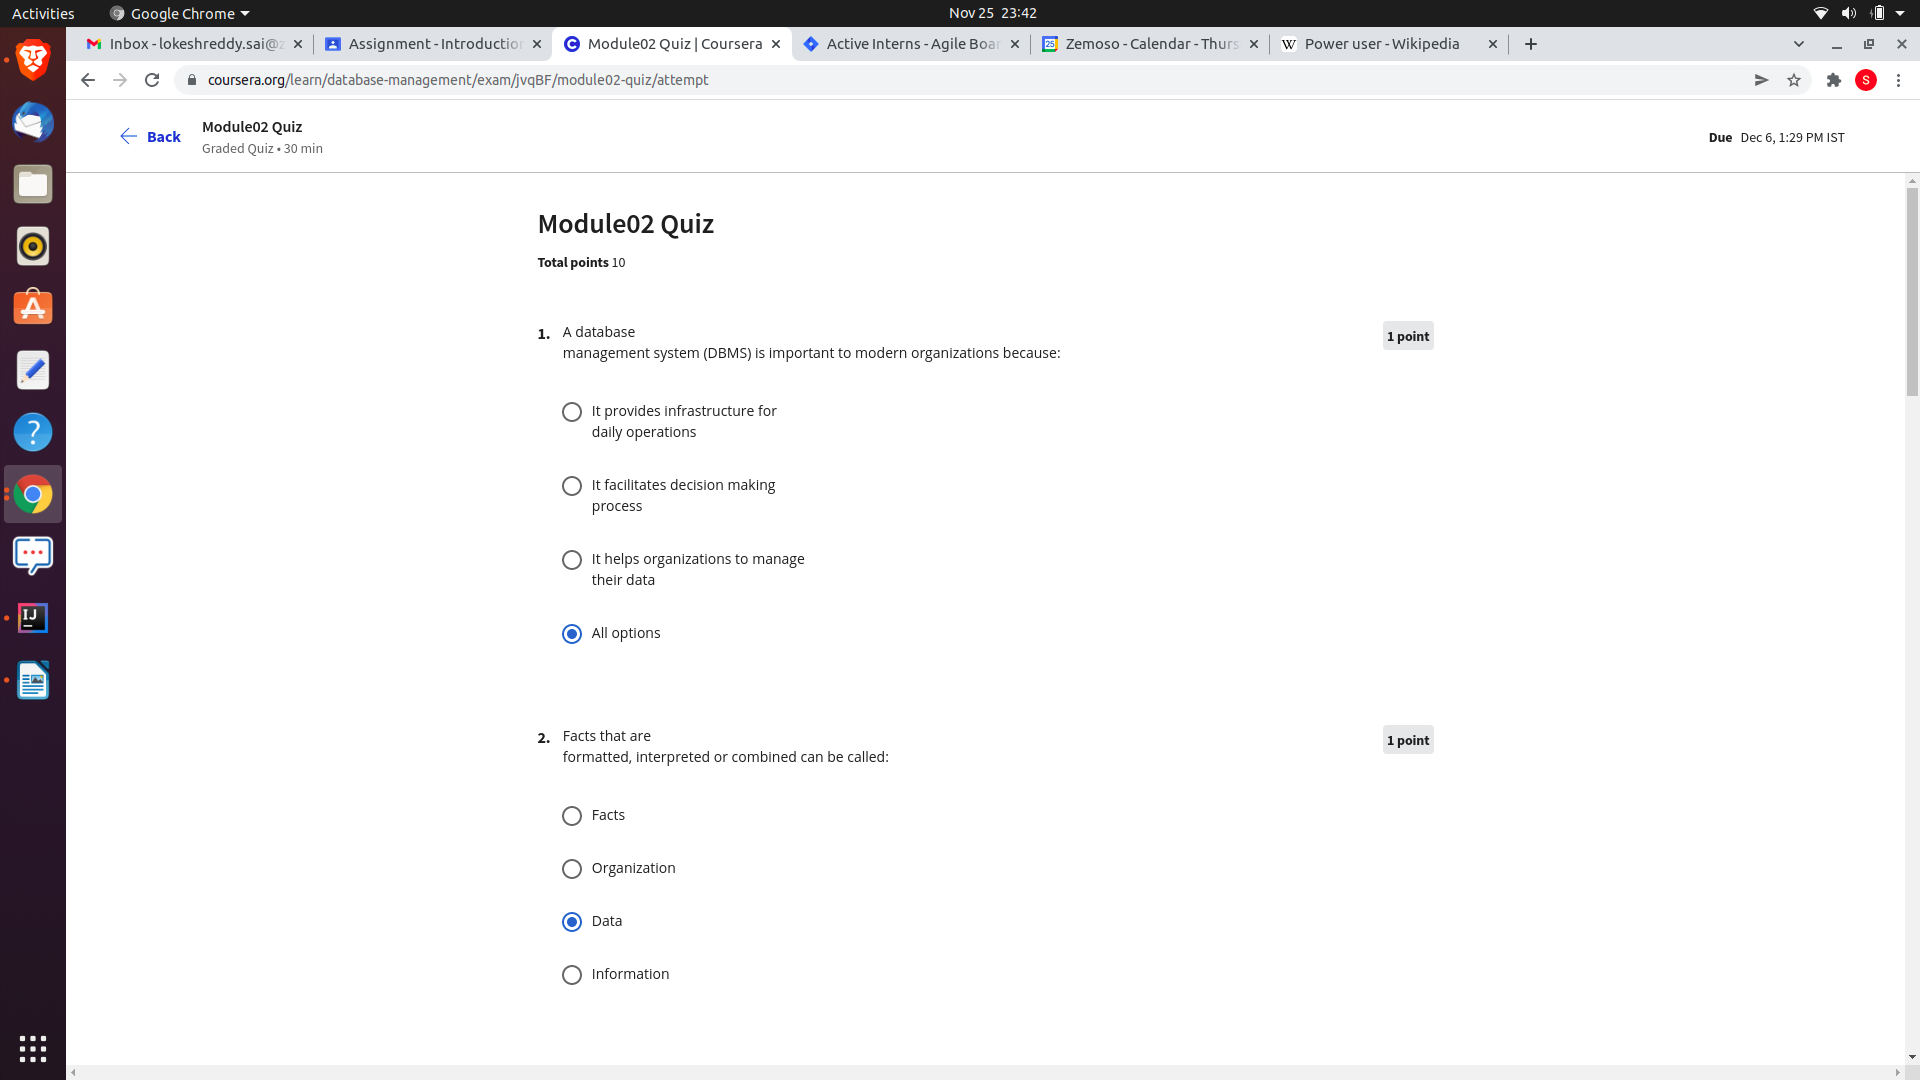 Activities
Google Chrome
Nov 25 23:42
Inbox - lokeshreddy.sai@z
Assignment - Introduction
Module02 Quiz | Coursera
Active Interns - Agile Boar
25
Zemoso - Calendar - Thurs
W
Power user - Wikipedia
coursera.org/learn/database-management/exam/jvqBF/module02-quiz/attempt
S
Back
Module02 Quiz
Graded Quiz • 30 min
Due Dec 6, 1:29 PM IST
Module02 Quiz
Total points 10
1. A database
management system (DBMS) is important to modern organizations because:
1 point
It provides infrastructure for
daily operations
It facilitates decision making
process
It helps organizations to manage
their data
All options
2. Facts that are
formatted, interpreted or combined can be called:
1 point
Facts
Organization
Data
Information
?
IJ